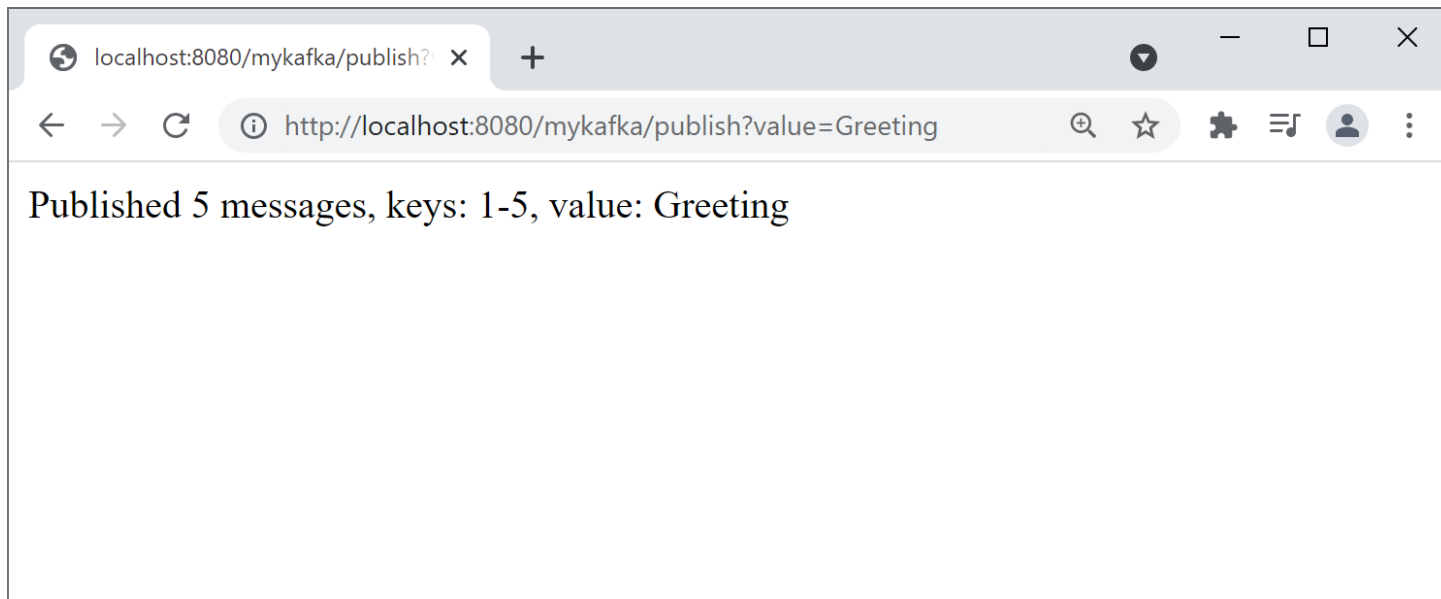 localhost:8080/mykafka/publish?
http://localhost:8080/mykafka/publish?value=Greeting
Published 5 messages, keys: 1-5, value: Greeting